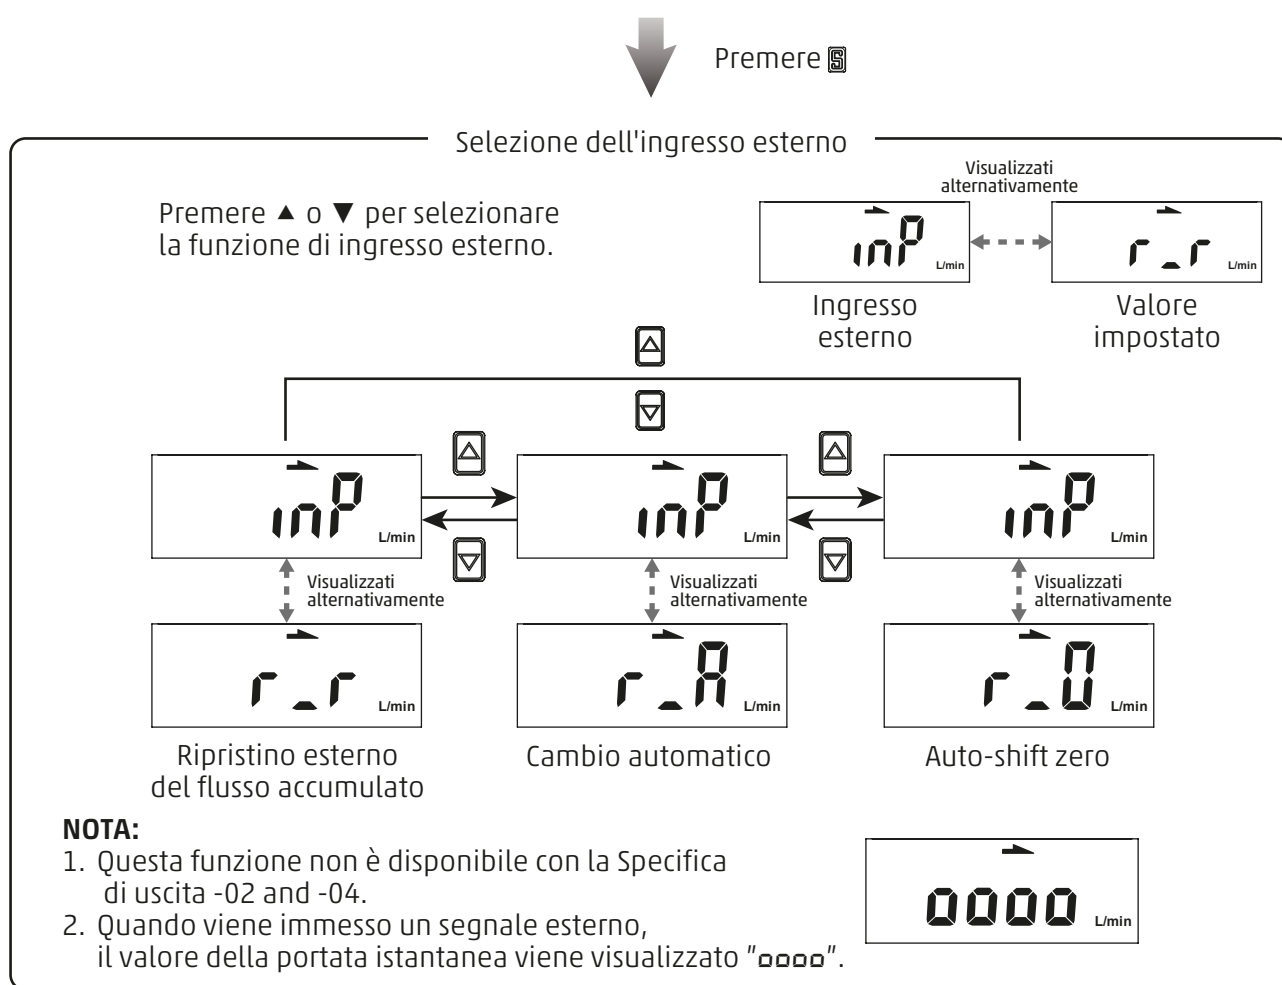 Premere S
Selezione dell'ingresso esterno
Premere ▲ o ▼ per selezionare
la funzione di ingresso esterno.
Visualizzati
alternativamente
inP L/min
r_r L/min
Ingresso
esterno
Valore
impostato
inP L/min
inP L/min
inP L/min
Visualizzati
alternativamente
Visualizzati
alternativamente
Visualizzati
alternativamente
r_r L/min
r_A L/min
r_0 L/min
Ripristino esterno
del flusso accumulato
Cambio automatico
Auto-shift zero
NOTA:
1. Questa funzione non è disponibile con la Specifica
di uscita -02 and -04.
2. Quando viene immesso un segnale esterno,
il valore della portata istantanea viene visualizzato "oooo".
oooo L/min